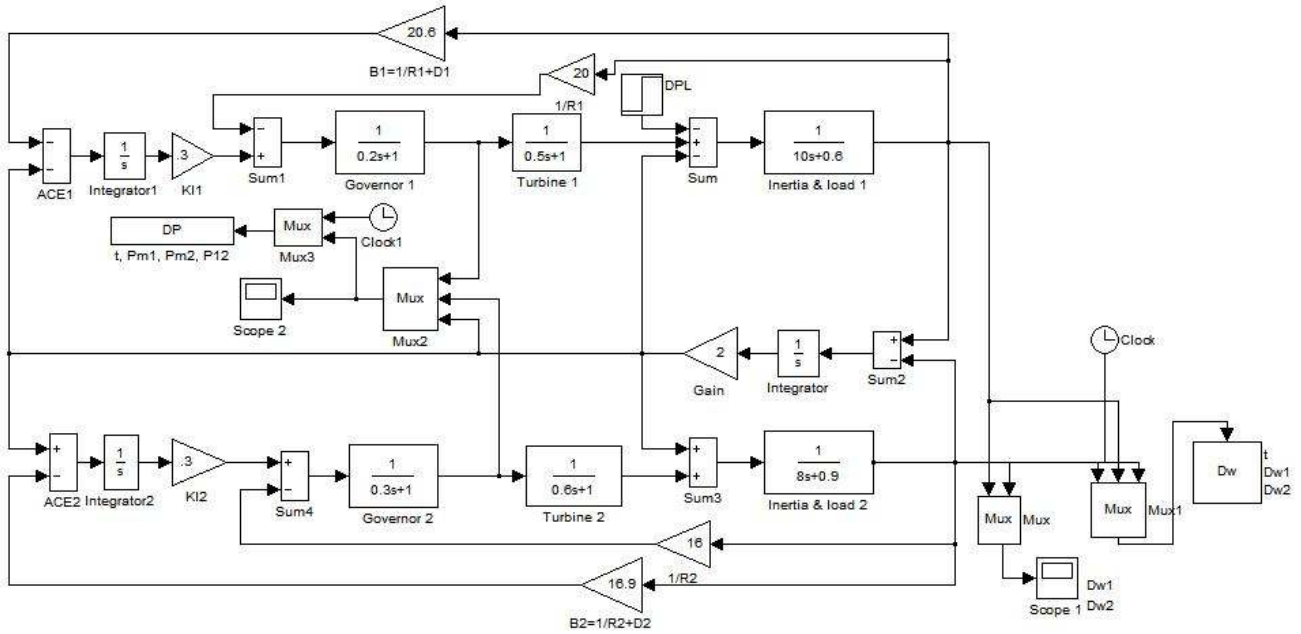 20.6
B1=1/R1+D1
20
1/R1
DPL
1
s
Integrator1
ACE1
.3
KI1
Sum1
1
0.2s+1
Governor 1
1
0.5s+1
Turbine 1
Sum
1
10s+0.6
Inertia & load 1
DP
t, Pm1, Pm2, P12
Mux
Mux3
Clock1
Scope 2
Mux
Mux2
2
Gain
1
s
Integrator
Sum2
Clock
ACE2
1
s
Integrator2
.3
KI2
Sum4
1
0.3s+1
Governor 2
1
0.6s+1
Turbine 2
Sum3
1
8s+0.9
Inertia & load 2
Mux
Mux
Mux
Mux1
Dw
t
Dw1
Dw2
16
1/R2
16.9
B2=1/R2+D2
Scope 1
Dw1
Dw2